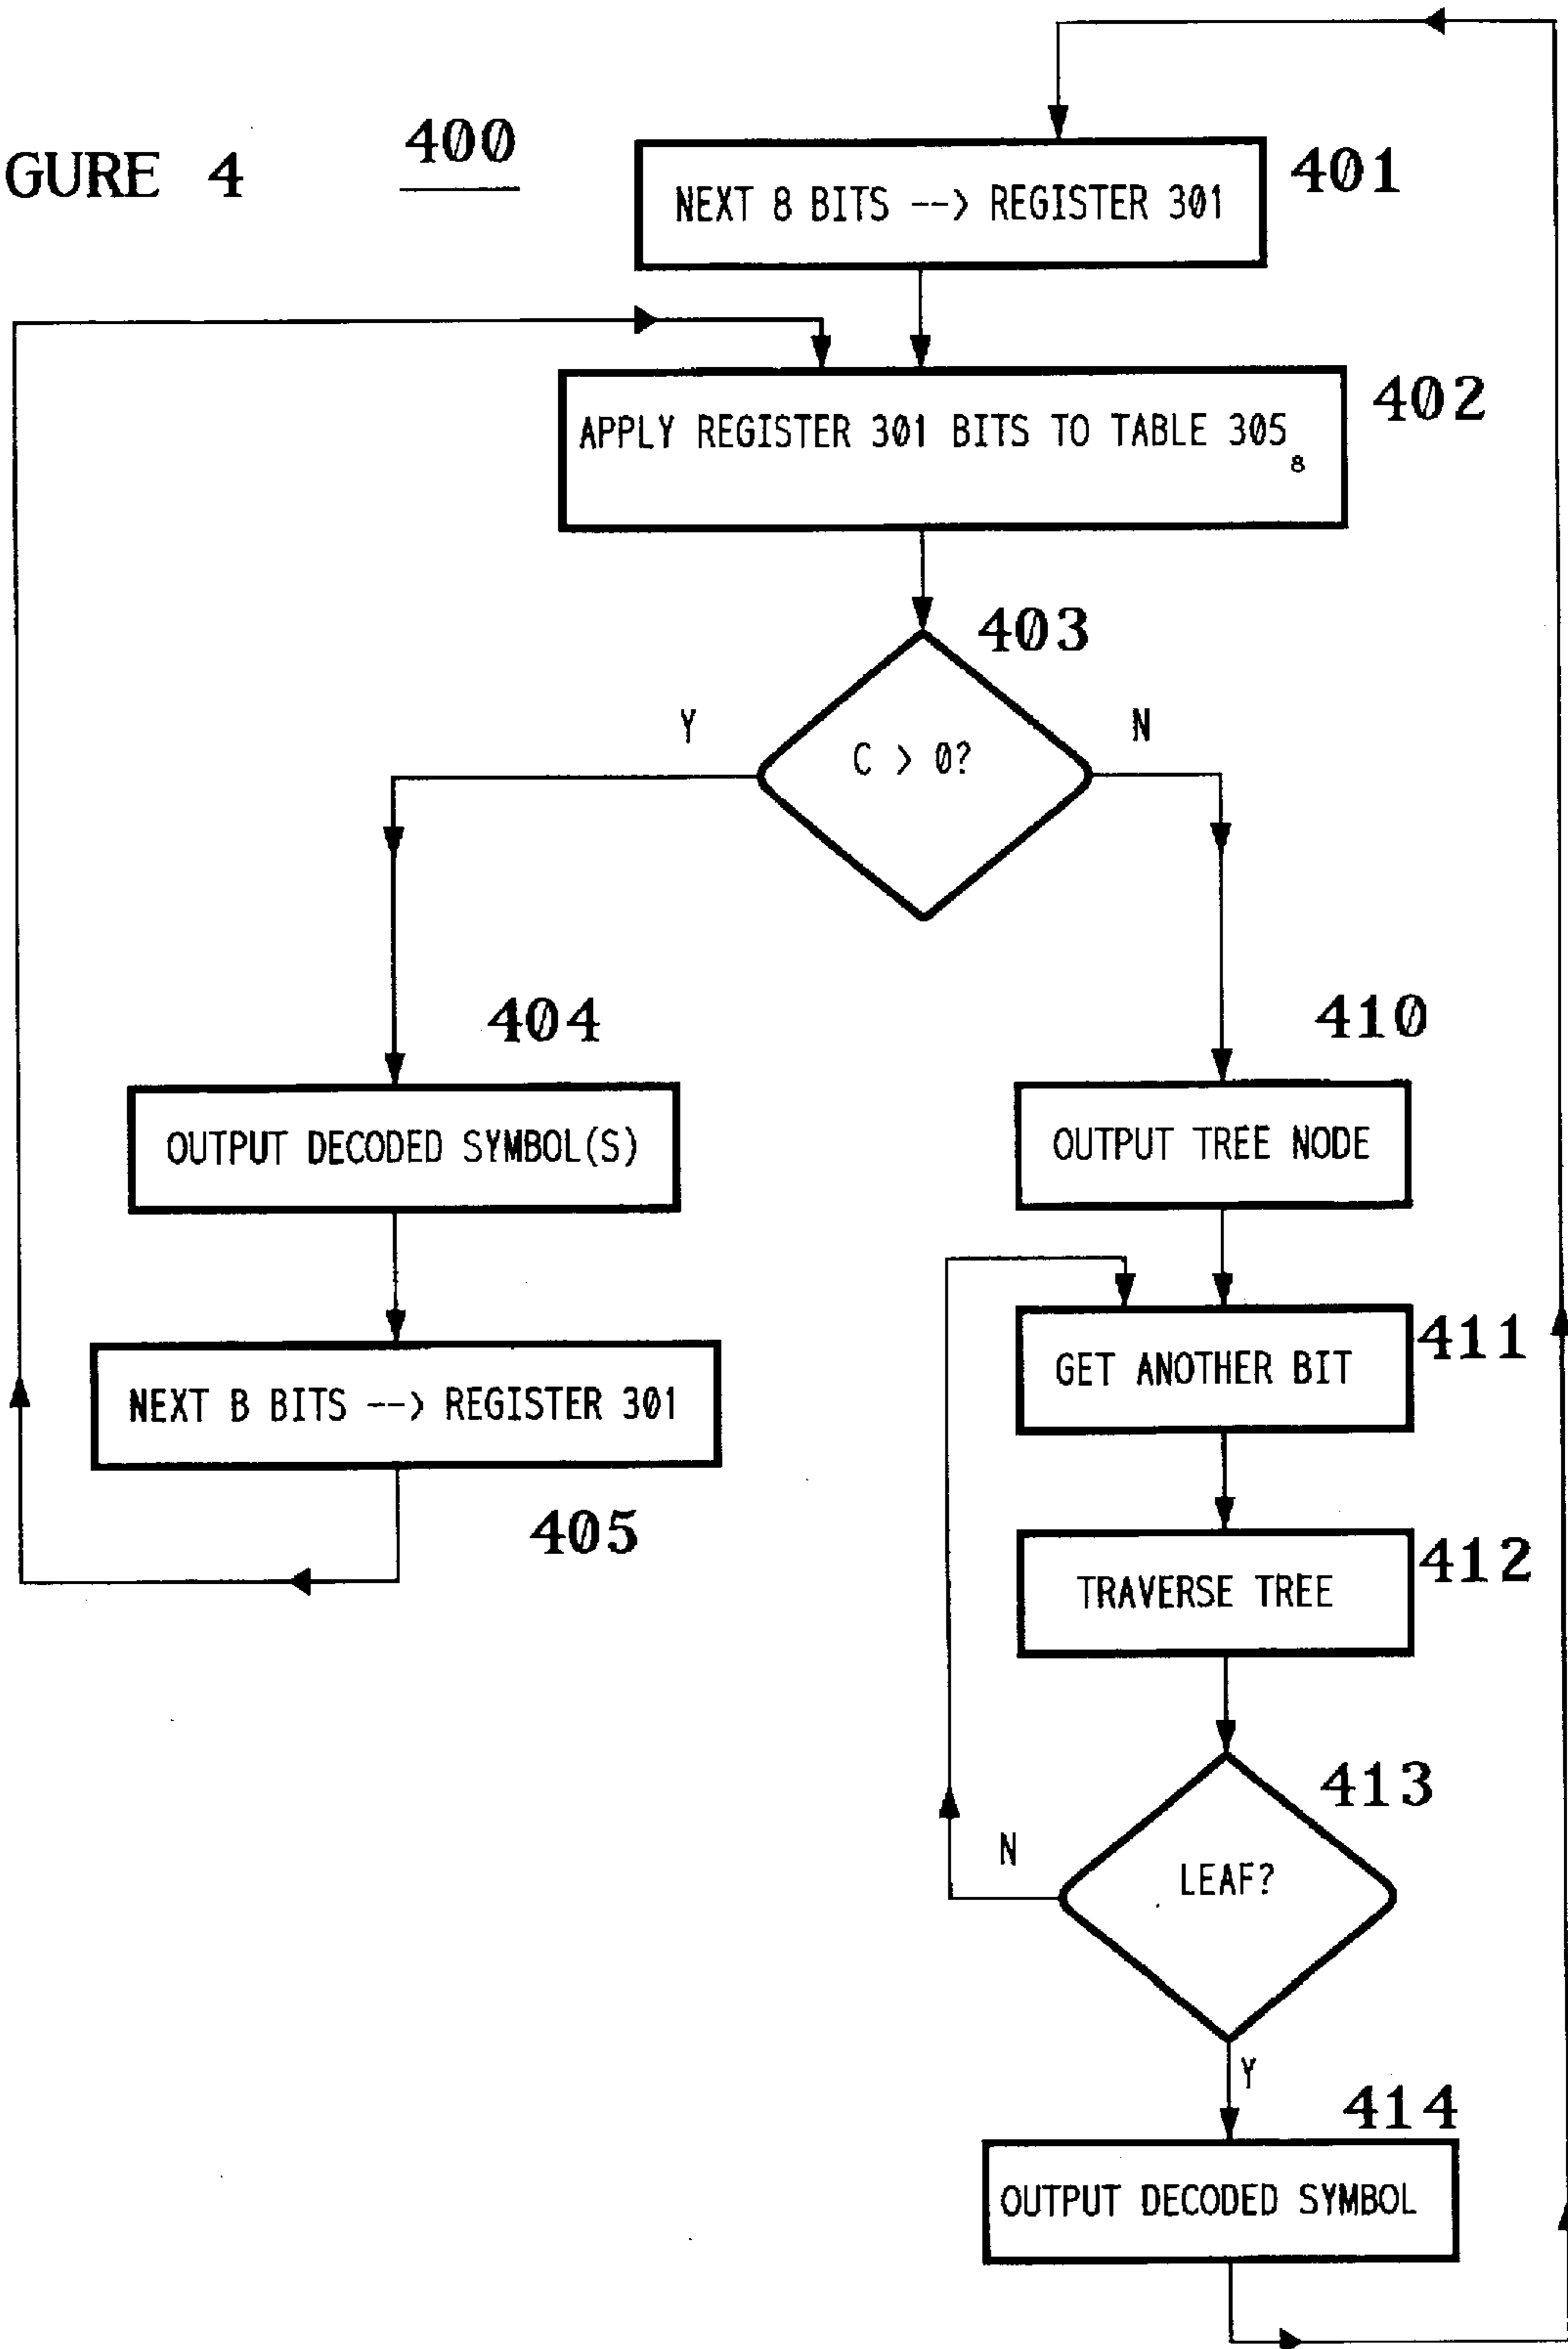 GURE 4
400
NEXT 8 BITS --> REGISTER 301
401
APPLY REGISTER 301 BITS TO TABLE 305
8
402
403
C > 0?
Y
N
404
OUTPUT DECODED SYMBOL(S)
410
OUTPUT TREE NODE
NEXT B BITS --> REGISTER 301
405
GET ANOTHER BIT
411
TRAVERSE TREE
412
413
LEAF?
N
Y
414
OUTPUT DECODED SYMBOL